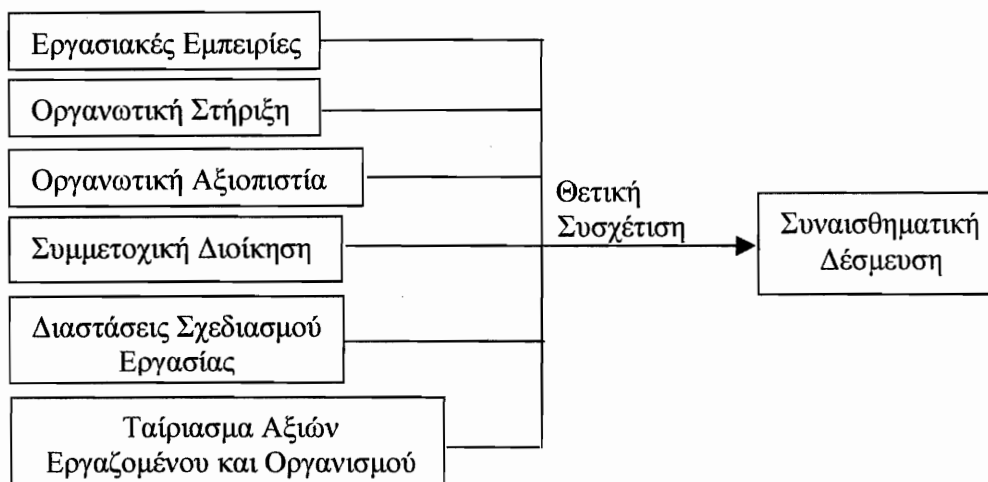 Εργασιακές Εμπειρίες
Οργανωτική Στήριξη
Οργανωτική Αξιοπιστία
Συμμετοχική Διοίκηση
Διαστάσεις Σχεδιασμού
Εργασίας
Ταίριασμα Αξιών
Εργαζομένου και Οργανισμού
Θετική
Συσχέτιση
Συναισθηματική
Δέσμευση